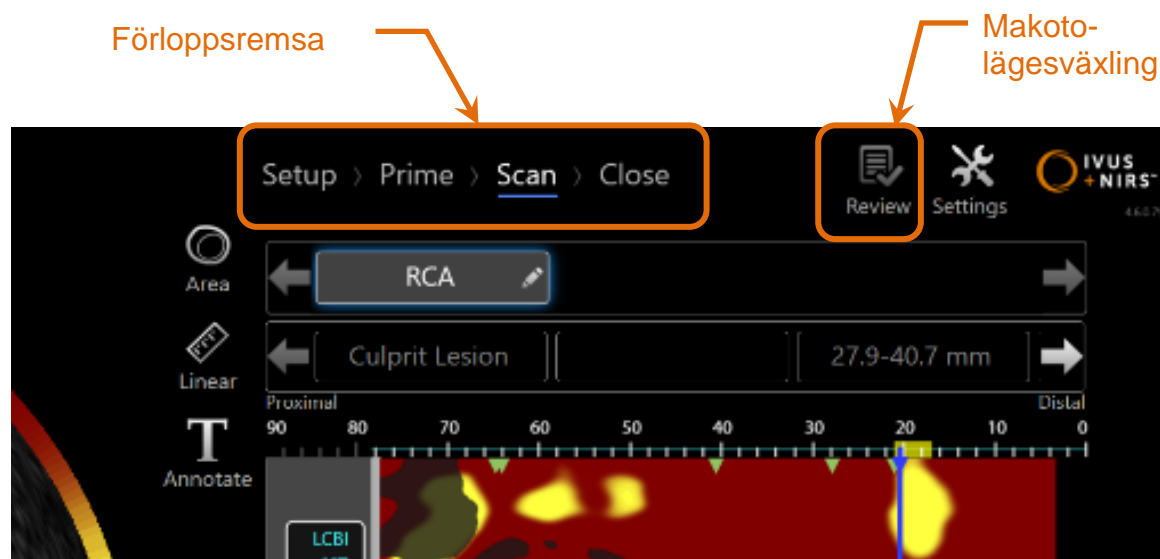 Förloppsremsa
Makoto-
lägesväxling
Setup > Prime > Scan > Close
Review
Settings
IVUS
+NIRS™
Area
RCA
Linear
Culprit Lesion
27.9-40.7 mm
Proximal
Distal
90 80 70 60 50 40 30 20 10 0
Annotate
LCBI